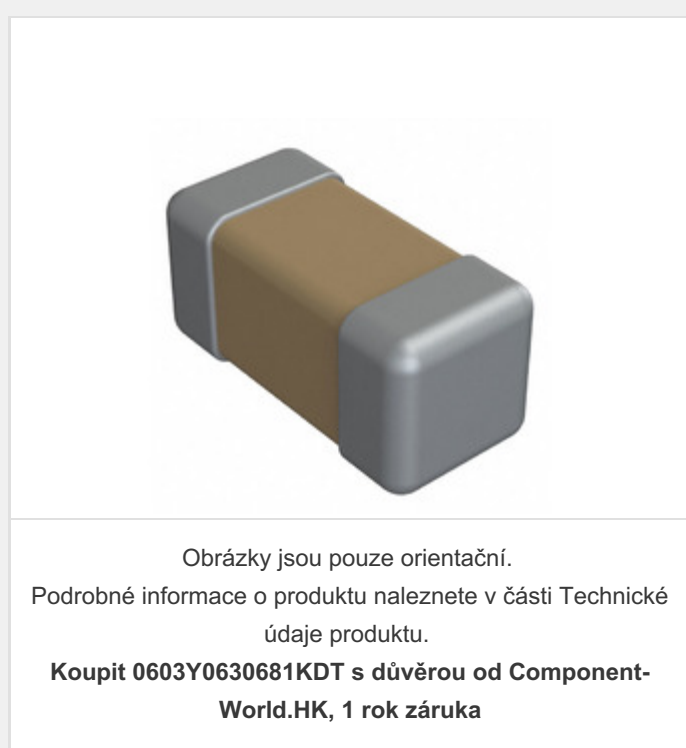 Obrázky jsou pouze orientační.
Podrobné informace o produktu naleznete v části Technické
údaje produktu.
Koupit 0603Y0630681KDT s důvěrou od Component-
World.HK, 1 rok záruka